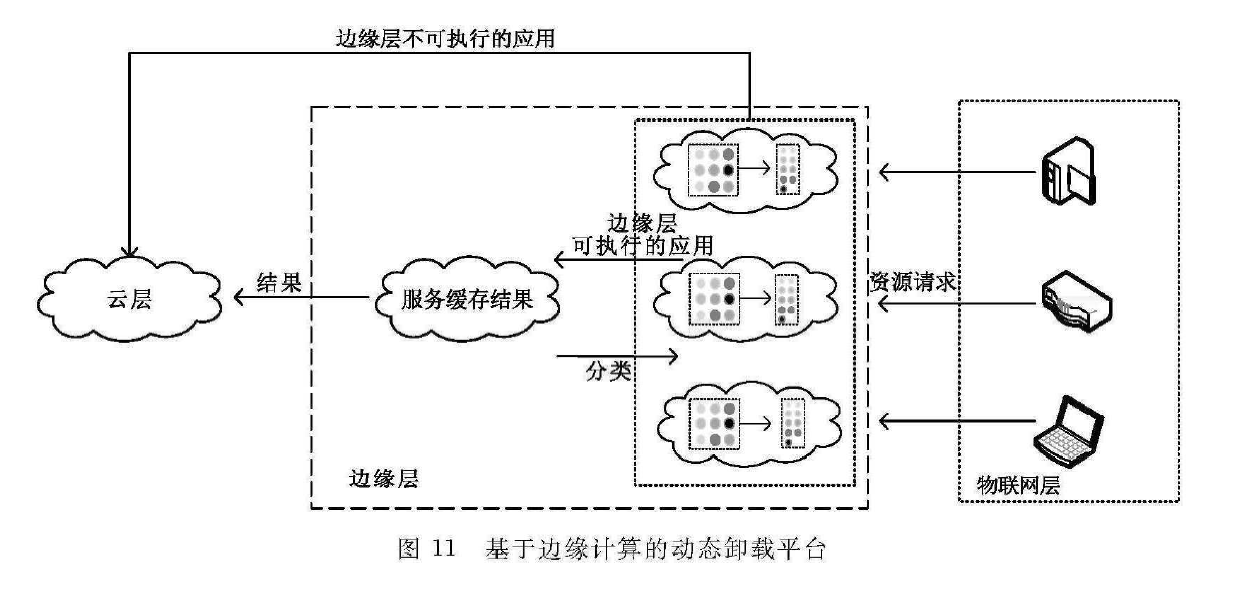 边缘层不可执行的应用
边缘层
可执行的应用
云层
结果
服务缓存结果
资源请求
分类
边缘层
物联网层
图 11 基于边缘计算的动态卸载平台